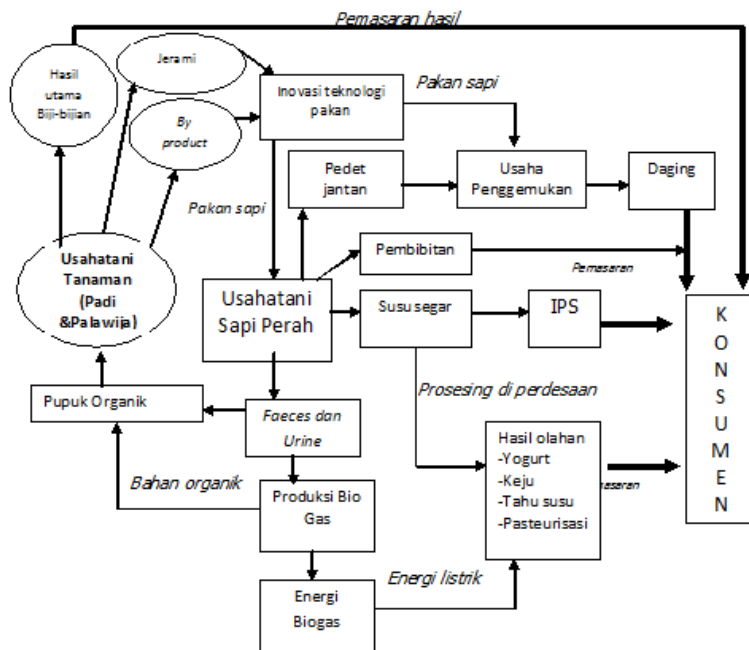 Pemasaran hasil
Hasil
utama
Biji-bijian
Jerami
By
product
Inovasi teknologi
pakan
Pakan sapi
Pedet
jantan
Usaha
Penggemukan
Daging
Pakan sapi
Usahatani
Tanaman
(Padi
&Palawija)
Pembibitan
Pemasaran
Usahatani
Sapi Perah
Susu segar
IPS
KONSUMEN
Pupuk Organik
Faeces dan
Urine
Prosesing di perdesaan
Hasil olahan
-Yogurt
-Keju
-Tahu susu
-Pasteurisasi
masaran
Bahan organik
Produksi Bio
Gas
Energi
Biogas
Energi listrik